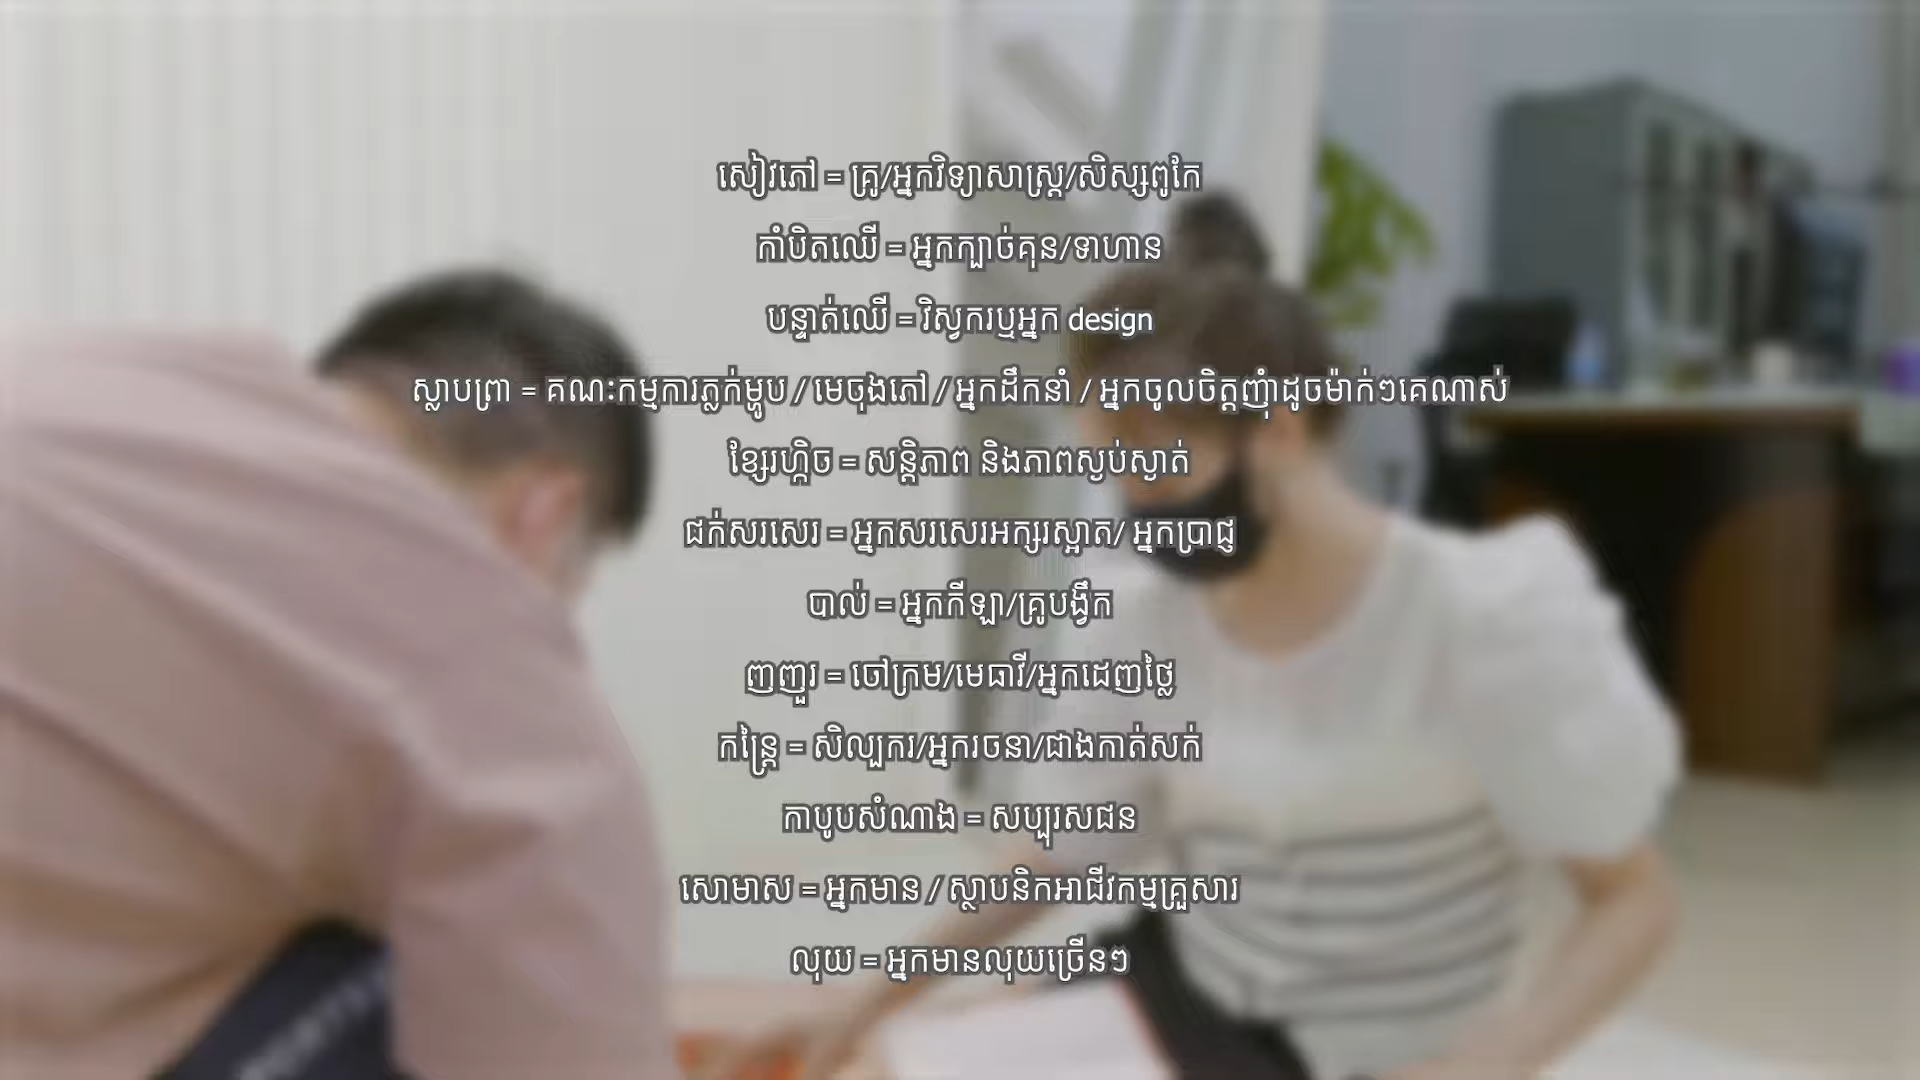 សៀវភៅ = គ្រូ/អ្នកវិទ្យាសាស្ត្រ/សិស្សពូកែ
កាំបិតឈើ = អ្នកក្បាច់គុន/ទាហាន
បន្ទាត់ឈើ = វិស្វករឬអ្នក design
ស្លាបព្រា = គណៈកម្មការភ្លក់ម្ហូប / មេចុងភៅ / អ្នកដឹកនាំ / អ្នកចូលចិត្តញុំាដូចម៉ាក់ៗគេណាស់
ខ្សែរហ្កិច = សន្តិភាព និងភាពស្ងប់ស្ងាត់
ជក់សរសេរ = អ្នកសរសេរអក្សរស្អាត/ អ្នកប្រាជ្ញ
បាល់ = អ្នកកីឡា/គ្រូបង្វឹក
ញញួរ = ចៅក្រម/មេធាវី/អ្នកដេញថ្លៃ
កន្ត្រៃ = សិល្បករ/អ្នករចនា/ជាងកាត់សក់
កាបូបសំណាង = សប្បុរសជន
សោមាស = អ្នកមាន / ស្ថាបនិកអាជីវកម្មគ្រួសារ
លុយ = អ្នកមានលុយច្រើនៗ